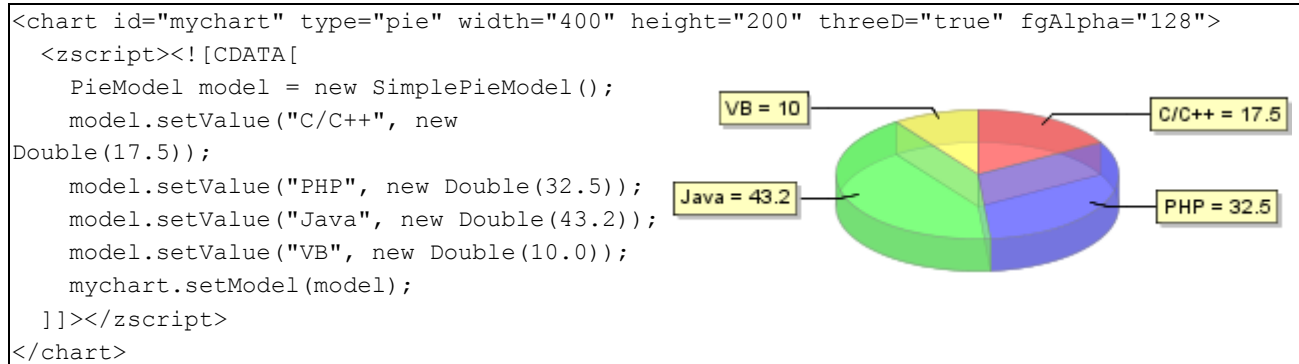 <chart id="mychart" type="pie" width="400" height="200" threeD="true" fgAlpha="128">
  <zscript><![CDATA[
    PieModel model = new SimplePieModel();
    model.setValue("C/C++", new
Double(17.5));
    model.setValue("PHP", new Double(32.5));
    model.setValue("Java", new Double(43.2));
    model.setValue("VB", new Double(10.0));
    mychart.setModel(model);
  ]]></zscript>
</chart>
VB = 10
C/C++ = 17.5
Java = 43.2
PHP = 32.5